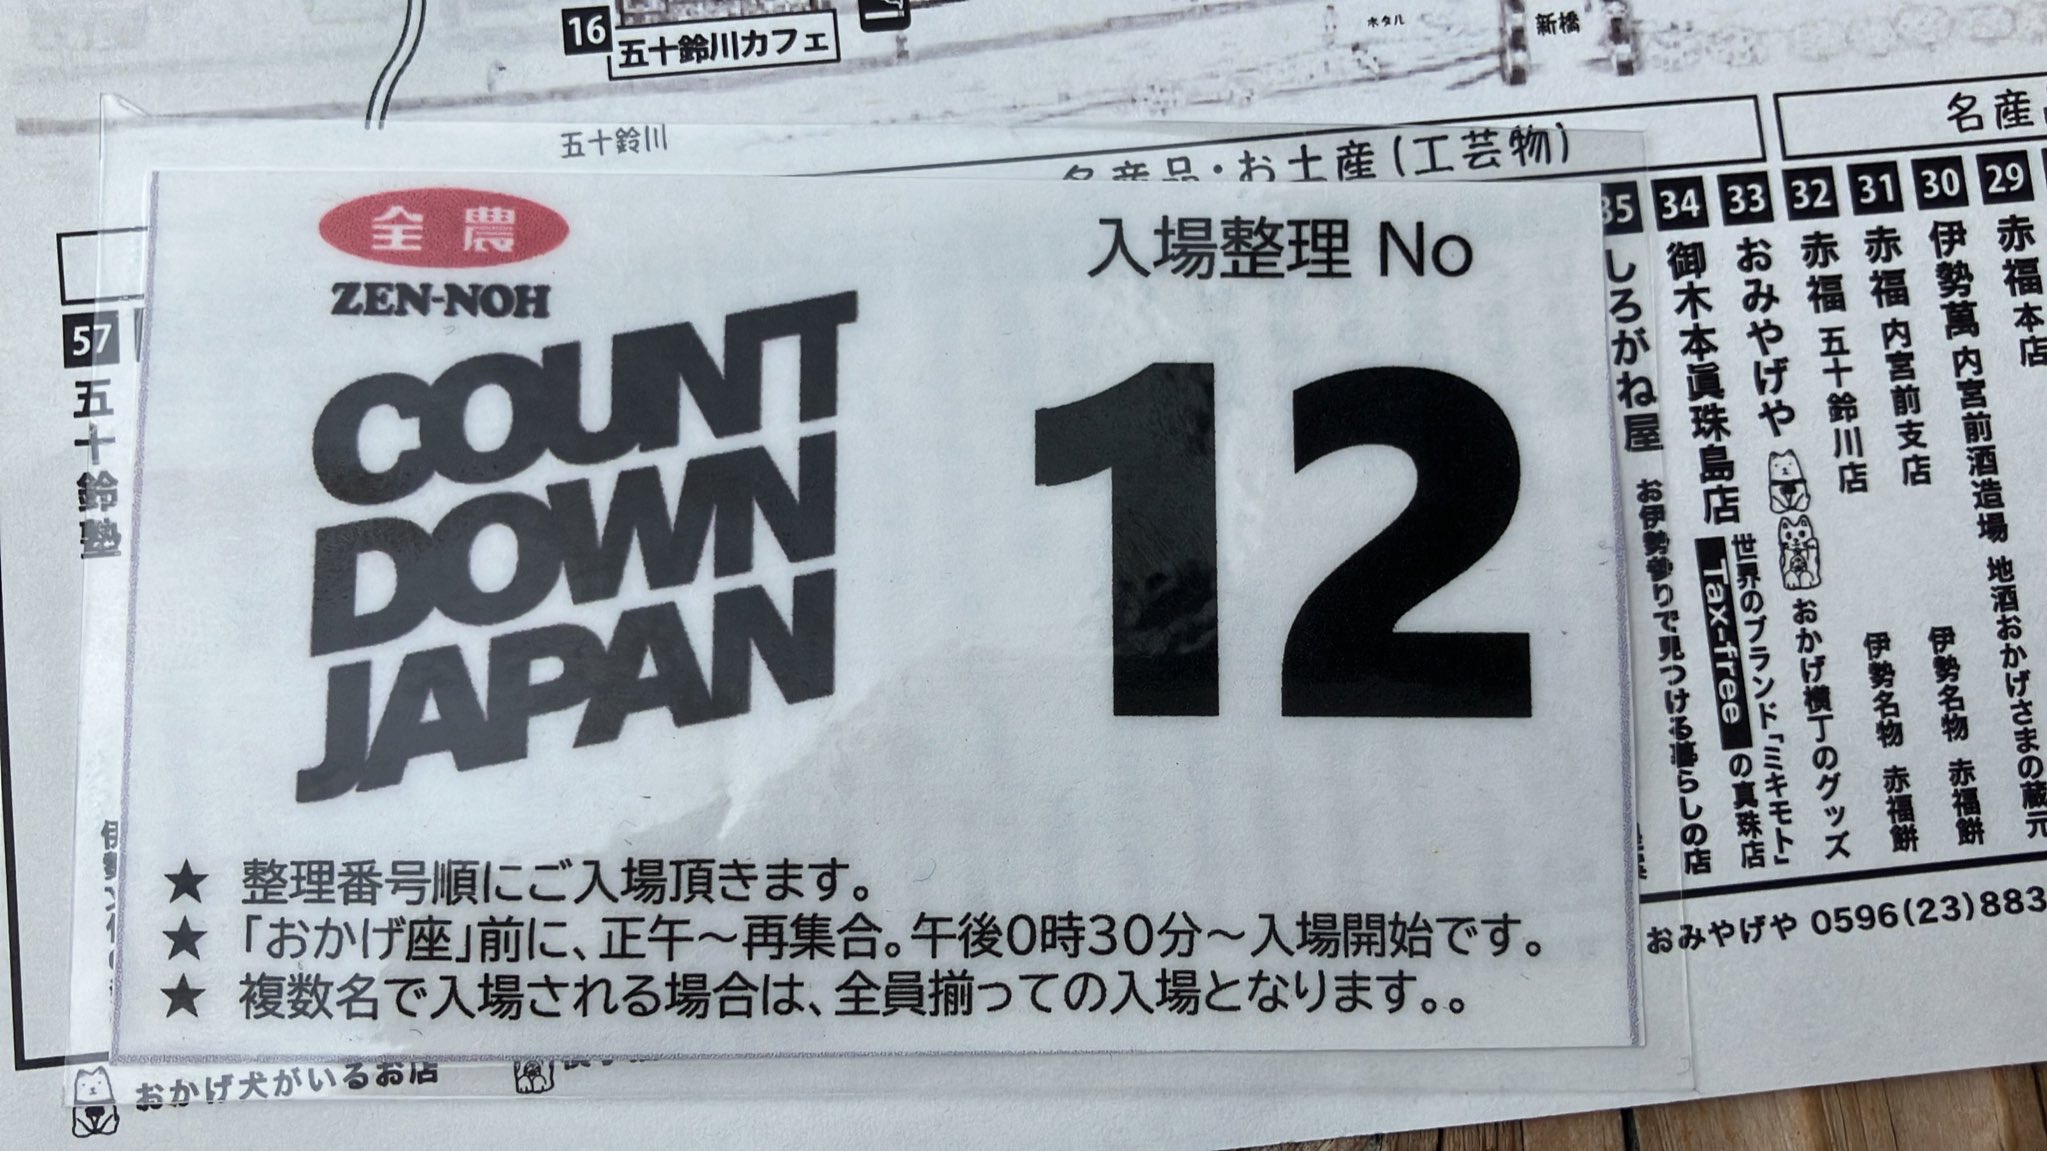 16
五十鈴川カフェ
ホタル
新橋
五十鈴川
名産品・お土産(工芸物)
名産
全農
ZEN-NOH
COUNT
DOWN
JAPAN
入場整理 No
12
★ 整理番号順にご入場頂きます。
★ 「おかげ座」前に、正午～再集合。午後0時30分～入場開始です。
★ 複数名で入場される場合は、全員揃っての入場となります。。
29 赤福 本店
30 伊勢萬 内宮前酒造場 地酒おかげさまの蔵元
31 赤福 内宮前支店 伊勢名物 赤福餅
32 赤福 五十鈴川店 伊勢名物 赤福餅
33 おみやげや おかげ横丁のグッズ
34 御木本真珠島店 Tax-free 世界のブランド「ミキモト」の真珠店
35 しろがね屋 お伊勢参りで見つける暮らしの店
57 五十鈴塾
おみやげや 0596(23)883
おかげ犬がいるお店